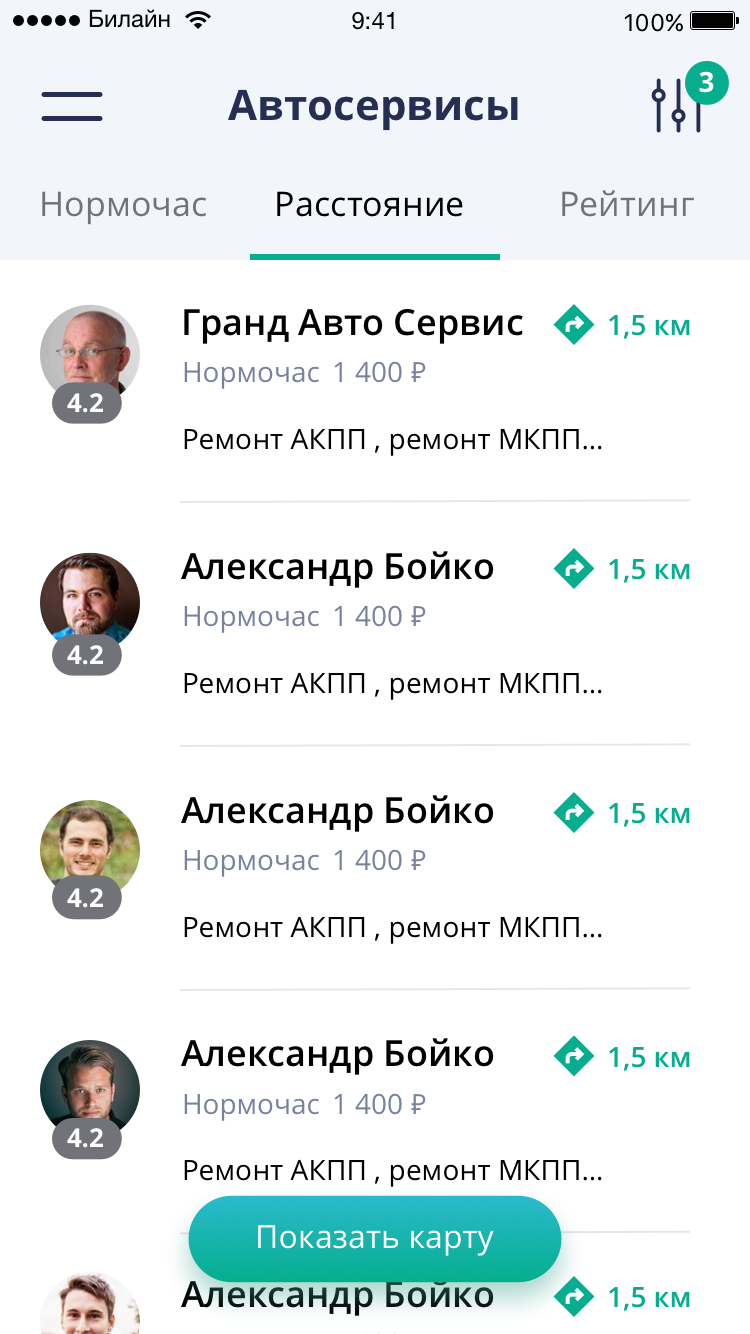 Билайн 9:41 100%
Автосервисы 3
Нормочас Расстояние Рейтинг
Гранд Авто Сервис 1,5 км
Нормочас 1 400 ₽
4.2
Ремонт АКПП , ремонт МКПП...
Александр Бойко 1,5 км
Нормочас 1 400 ₽
4.2
Ремонт АКПП , ремонт МКПП...
Александр Бойко 1,5 км
Нормочас 1 400 ₽
4.2
Ремонт АКПП , ремонт МКПП...
Александр Бойко 1,5 км
Нормочас 1 400 ₽
4.2
Ремонт АКПП , ремонт МКПП...
Показать карту
Александр Бойко 1,5 км